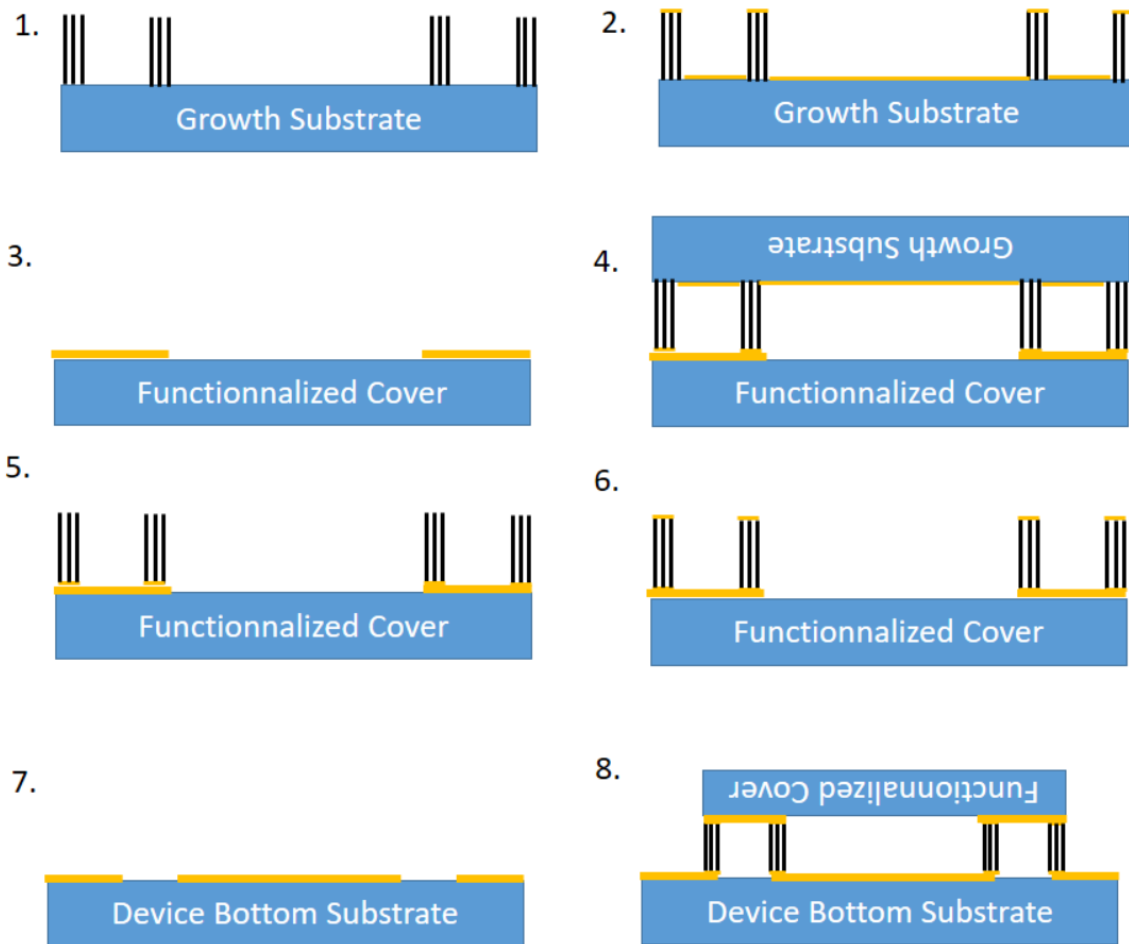 1.
Growth Substrate
2.
Growth Substrate
3.
Functionnalized Cover
4.
Growth Substrate
Functionnalized Cover
5.
Functionnalized Cover
6.
Functionnalized Cover
7.
Device Bottom Substrate
8.
Functionnalized Cover
Device Bottom Substrate